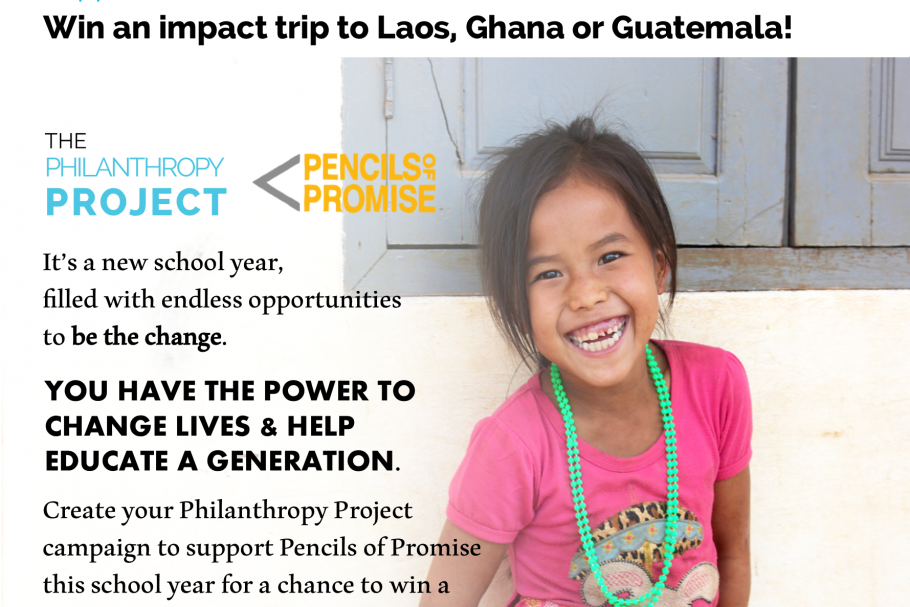 Win an impact trip to Laos, Ghana or Guatemala!
THE
PHILANTHROPY
PROJECT
PENCILS OF
PROMISE
It's a new school year,
filled with endless opportunities
to be the change.
YOU HAVE THE POWER TO
CHANGE LIVES & HELP
EDUCATE A GENERATION.
Create your Philanthropy Project
campaign to support Pencils of Promise
this school year for a chance to win a